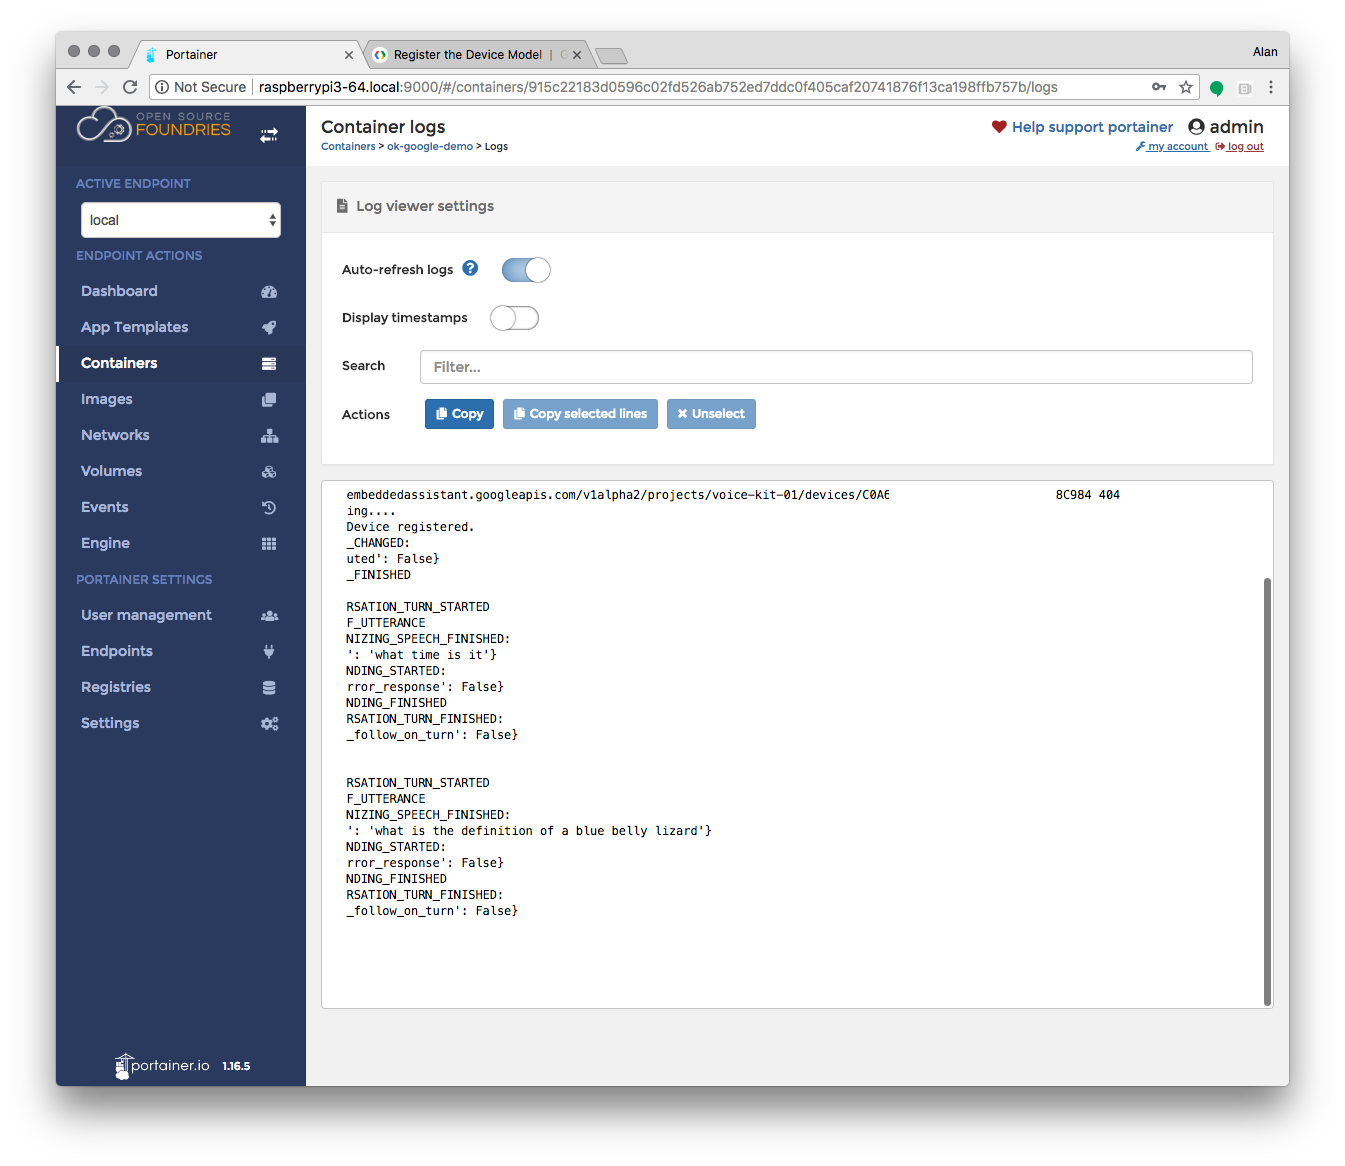 Portainer
Register the Device Model | G
Alan
Not Secure raspberrypi3-64.local:9000/#/containers/915c22183d0596c02fd526ab752ed7ddc0f405caf20741876f13ca198ffb757b/logs
OPEN SOURCE
FOUNDRIES
Container logs
Containers > ok-google-demo > Logs
Help support portainer
admin
my account
log out
ACTIVE ENDPOINT
local
ENDPOINT ACTIONS
Dashboard
App Templates
Containers
Images
Networks
Volumes
Events
Engine
PORTAINER SETTINGS
User management
Endpoints
Registries
Settings
portainer.io 1.16.5
Log viewer settings
Auto-refresh logs
Display timestamps
Search
Filter...
Actions
Copy
Copy selected lines
Unselect
embeddedassistant.googleapis.com/v1alpha2/projects/voice-kit-01/devices/C0A6 8C984 404
ing....
Device registered.
_CHANGED:
uted': False}
_FINISHED
RSATION_TURN_STARTED
F_UTTERANCE
NIZING_SPEECH_FINISHED:
': 'what time is it'}
NDING_STARTED:
rror_response': False}
NDING_FINISHED
RSATION_TURN_FINISHED:
_follow_on_turn': False}
RSATION_TURN_STARTED
F_UTTERANCE
NIZING_SPEECH_FINISHED:
': 'what is the definition of a blue belly lizard'}
NDING_STARTED:
rror_response': False}
NDING_FINISHED
RSATION_TURN_FINISHED:
_follow_on_turn': False}